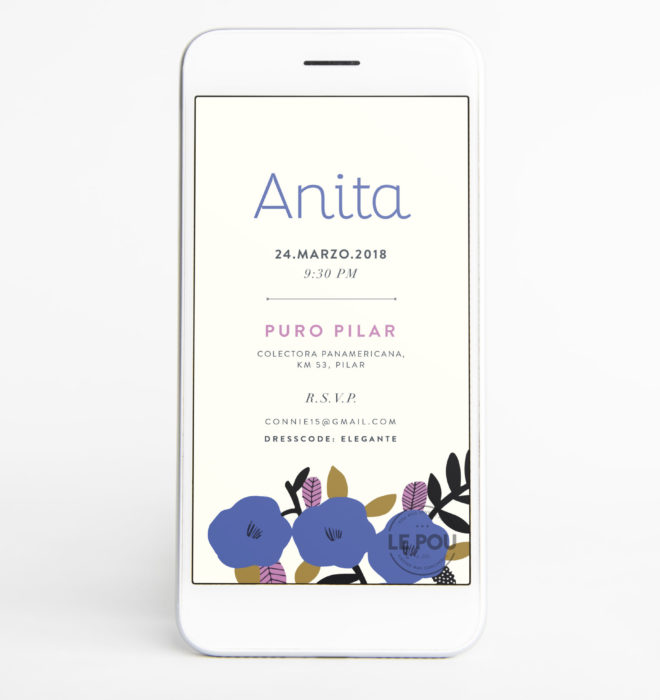 Anita
24.MARZO.2018
9:30 PM
PURO PILAR
COLECTORA PANAMERICANA,
KM 53, PILAR
R.S.V.P.
CONNIE15@GMAIL.COM
DRESSCODE: ELEGANTE
LE POU